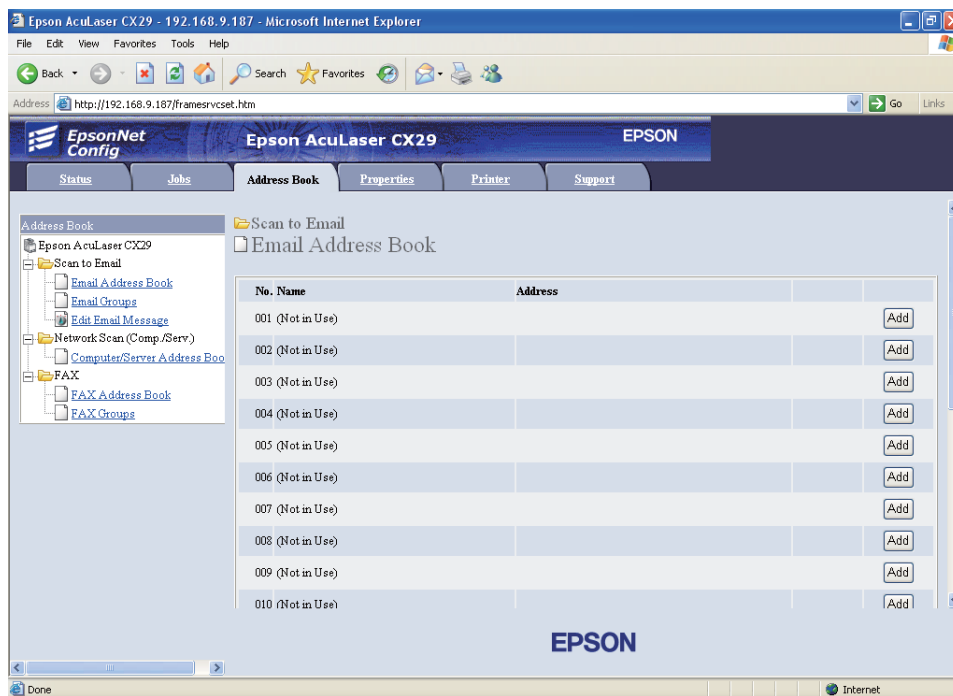 Epson AcuLaser CX29 - 192.168.9.187 - Microsoft Internet Explorer
File Edit View Favorites Tools Help
Back Search Favorites
Address http://192.168.9.187/framesrvcset.htm Go Links
EpsonNet
Config
Epson AcuLaser CX29
EPSON
Status Jobs Address Book Properties Printer Support
Address Book
Epson AcuLaser CX29
Scan to Email
Email Address Book
Email Groups
Edit Email Message
Network Scan (Comp./Serv.)
Computer/Server Address Boo
FAX
FAX Address Book
FAX Groups
Scan to Email
Email Address Book
No. Name Address
001 (Not in Use) Add
002 (Not in Use) Add
003 (Not in Use) Add
004 (Not in Use) Add
005 (Not in Use) Add
006 (Not in Use) Add
007 (Not in Use) Add
008 (Not in Use) Add
009 (Not in Use) Add
010 (Not in Use) Add
EPSON
Done Internet